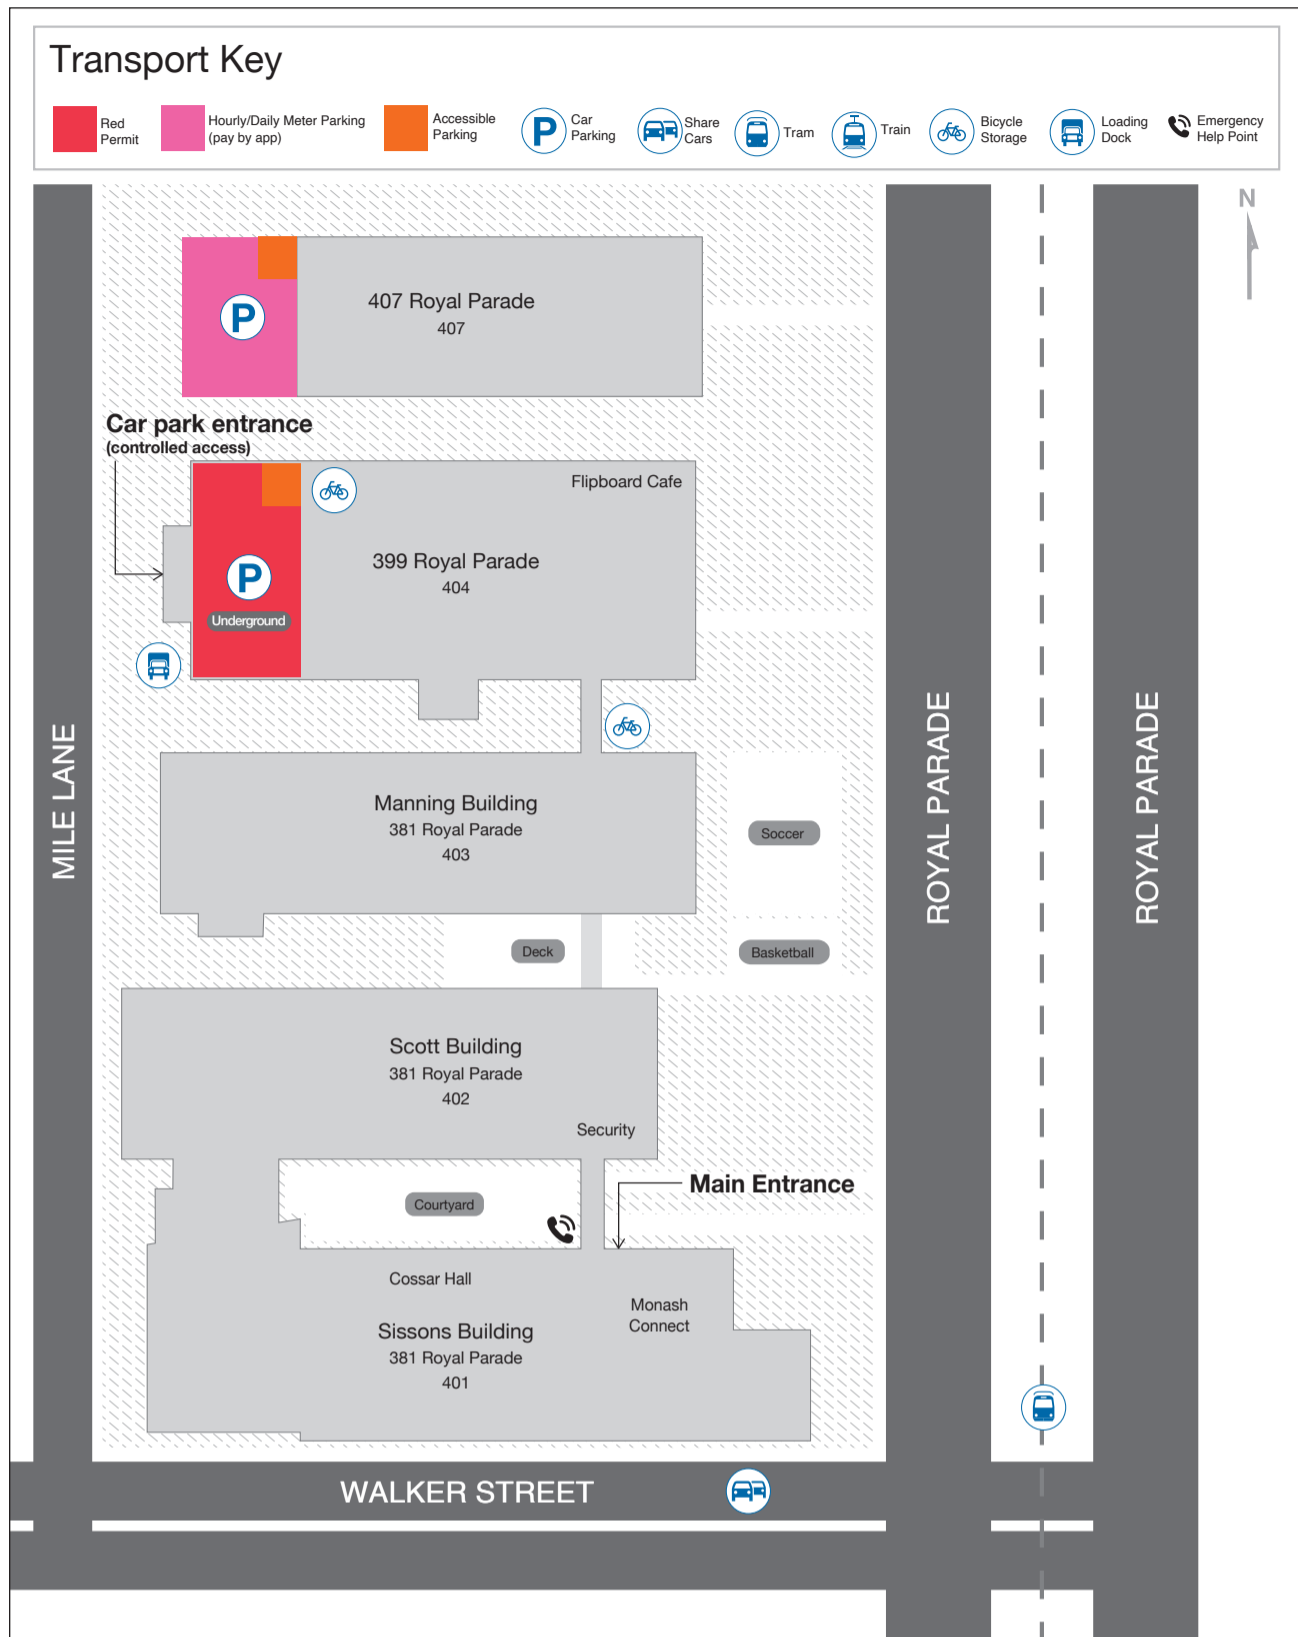 Transport Key
Red
Permit
Hourly/Daily Meter Parking
(pay by app)
Accessible
Parking
P
Car
Parking
Share
Cars
Tram
Train
Bicycle
Storage
Loading
Dock
Emergency
Help Point
N
407 Royal Parade
407
P
Car park entrance
(controlled access)
Flipboard Cafe
399 Royal Parade
404
P
Underground
MILE LANE
ROYAL PARADE
ROYAL PARADE
Manning Building
381 Royal Parade
403
Soccer
Deck
Basketball
Scott Building
381 Royal Parade
402
Security
Main Entrance
Courtyard
Cossar Hall
Monash
Connect
Sissons Building
381 Royal Parade
401
WALKER STREET